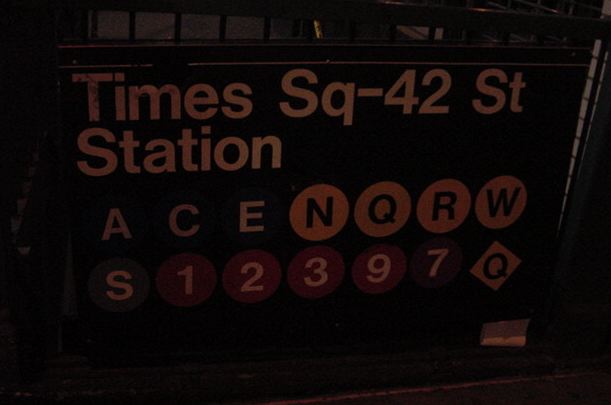 Times Sq-42 St
Station
A C E N Q R W
S 1 2 3 9 7 Q